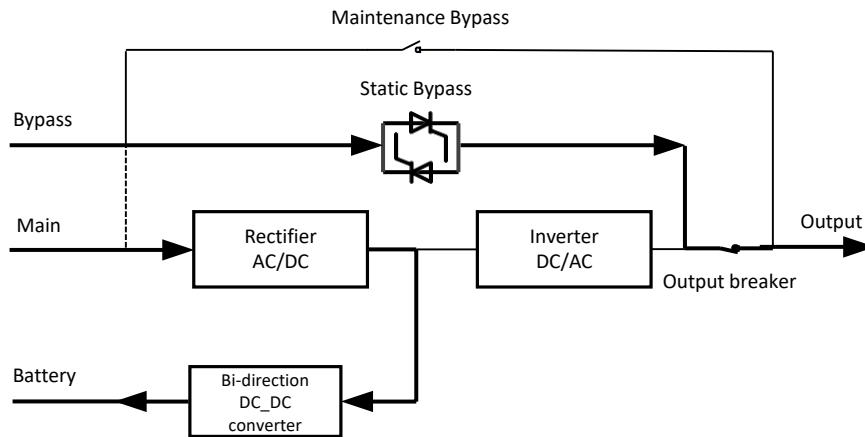 Maintenance Bypass
Static Bypass
Bypass
Main
Rectifier
AC/DC
Inverter
DC/AC
Output
Output breaker
Battery
Bi-direction
DC_DC
converter